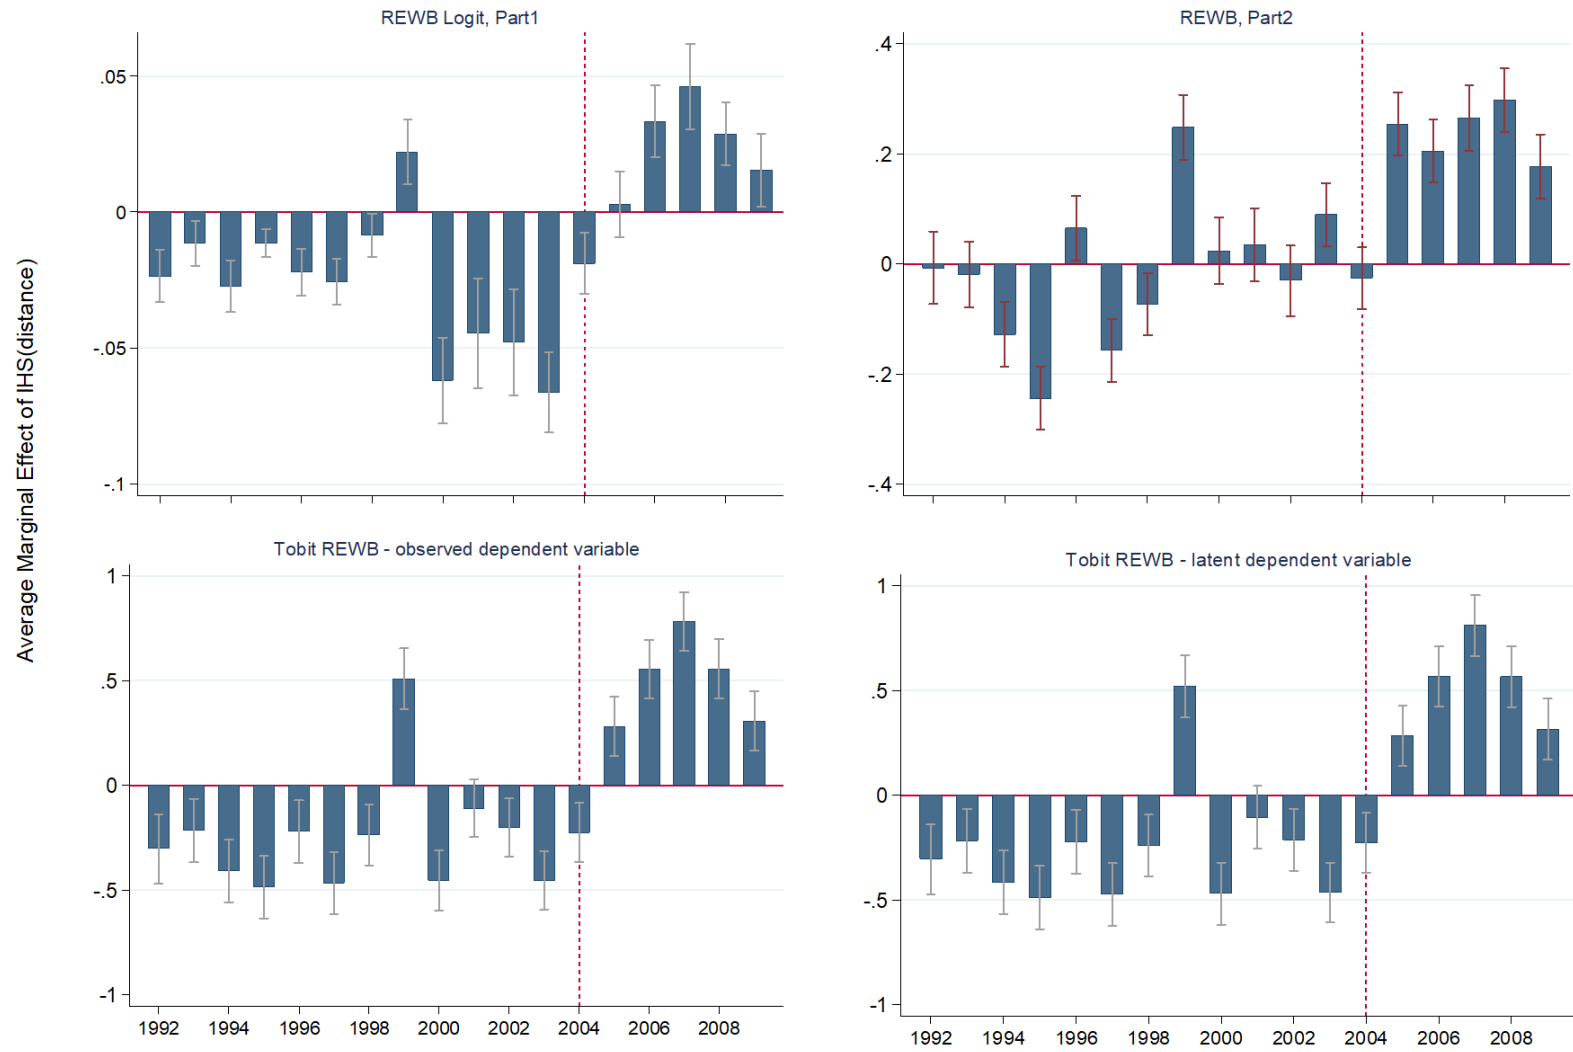 REWB Logit, Part1
REWB, Part2
.05
0
-.05
-.1
.4
.2
0
-.2
-.4
Average Marginal Effect of IHS(distance)
Tobit REWB - observed dependent variable
Tobit REWB - latent dependent variable
1
.5
0
-.5
-1
1992 1994 1996 1998 2000 2002 2004 2006 2008
1
.5
0
-.5
-1
1992 1994 1996 1998 2000 2002 2004 2006 2008